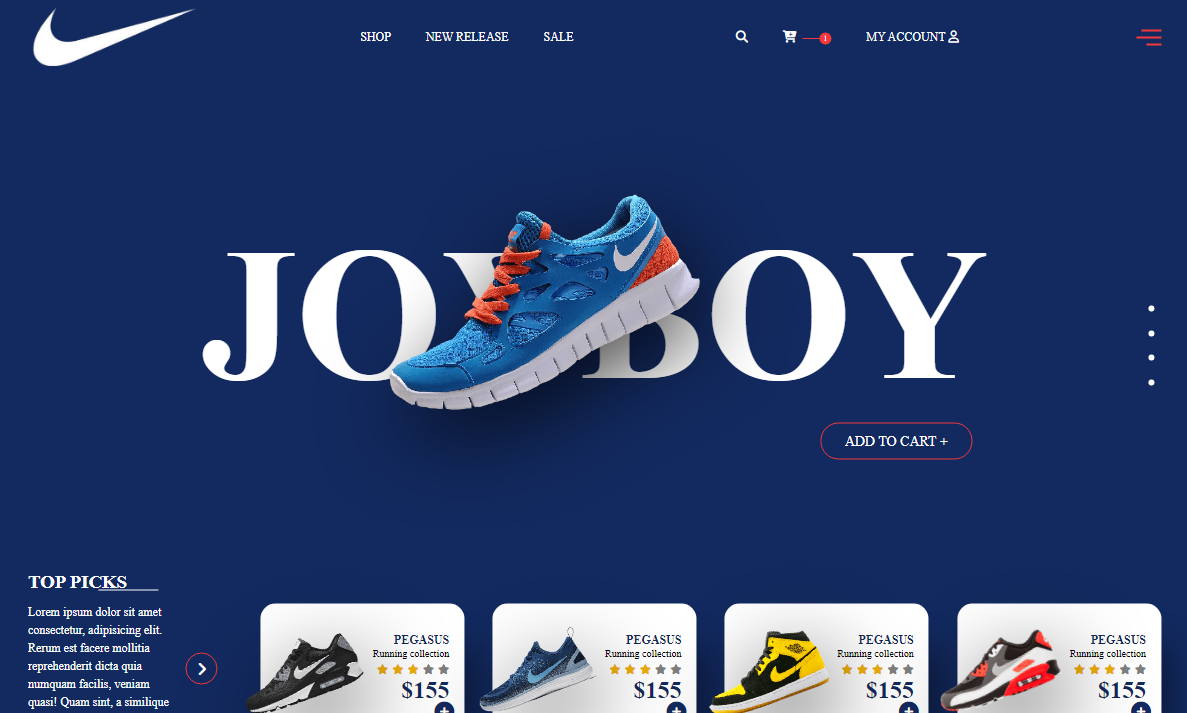 SHOP NEW RELEASE SALE 1 MY ACCOUNT
JOYBOY
ADD TO CART +
TOP PICKS
Lorem ipsum dolor sit amet
consectetur, adipisicing elit.
Rerum est facere mollitia
reprehenderit dicta quia
numquam facilis, veniam
quasi! Quam sint, a similique
PEGASUS
Running collection
$155
PEGASUS
Running collection
$155
PEGASUS
Running collection
$155
PEGASUS
Running collection
$155